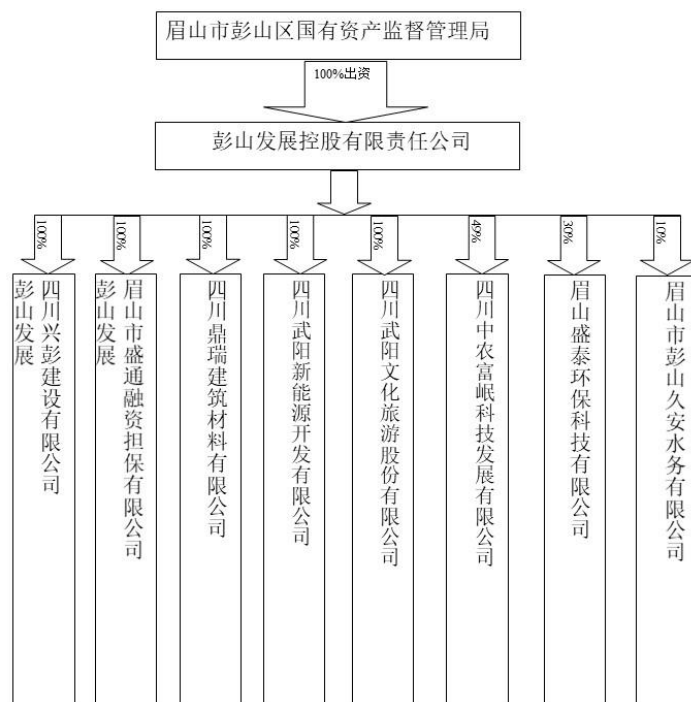 眉山市彭山区国有资产监督管理局
100%出资
彭山发展控股有限责任公司
100%
100%
100%
100%
100%
49%
30%
10%
四川兴彭建设有限公司
彭山发展
眉山市盛通融资担保有限公司
彭山发展
四川鼎瑞建筑材料有限公司
四川武阳新能源开发有限公司
四川武阳文化旅游股份有限公司
四川中农富岷科技发展有限公司
眉山盛泰环保科技有限公司
眉山市彭山久安水务有限公司